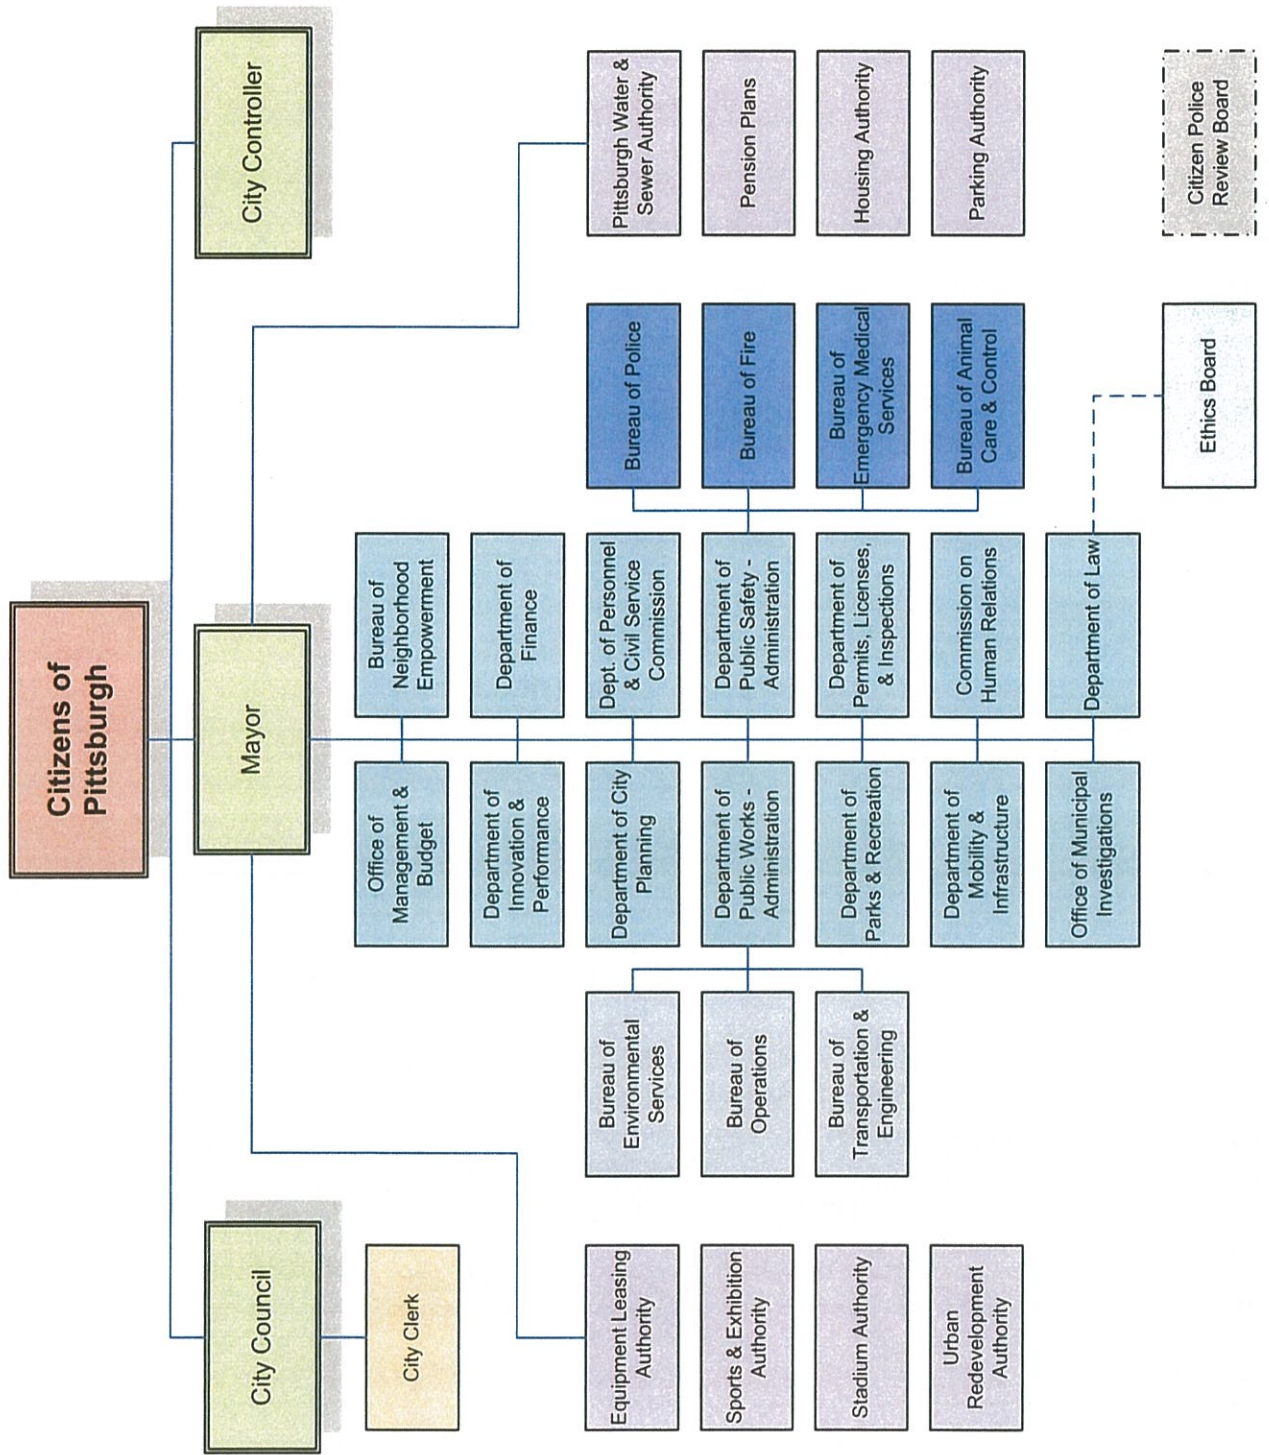 Citizens of
Pittsburgh
City Council
Mayor
City Controller
City Clerk
Office of
Management &
Budget
Bureau of
Neighborhood
Empowerment
Department of
Innovation &
Performance
Department of
Finance
Equipment Leasing
Authority
Bureau of
Environmental
Services
Department of City
Planning
Dept. of Personnel
& Civil Service
Commission
Bureau of Police
Pittsburgh Water &
Sewer Authority
Sports & Exhibition
Authority
Bureau of
Operations
Department of
Public Works -
Administration
Department of
Public Safety -
Administration
Bureau of Fire
Pension Plans
Stadium Authority
Bureau of
Transportation &
Engineering
Department of
Parks & Recreation
Department of
Permits, Licenses,
& Inspections
Bureau of
Emergency Medical
Services
Housing Authority
Urban
Redevelopment
Authority
Department of
Mobility &
Infrastructure
Commission on
Human Relations
Bureau of Animal
Care & Control
Parking Authority
Office of Municipal
Investigations
Department of Law
Ethics Board
Citizen Police
Review Board